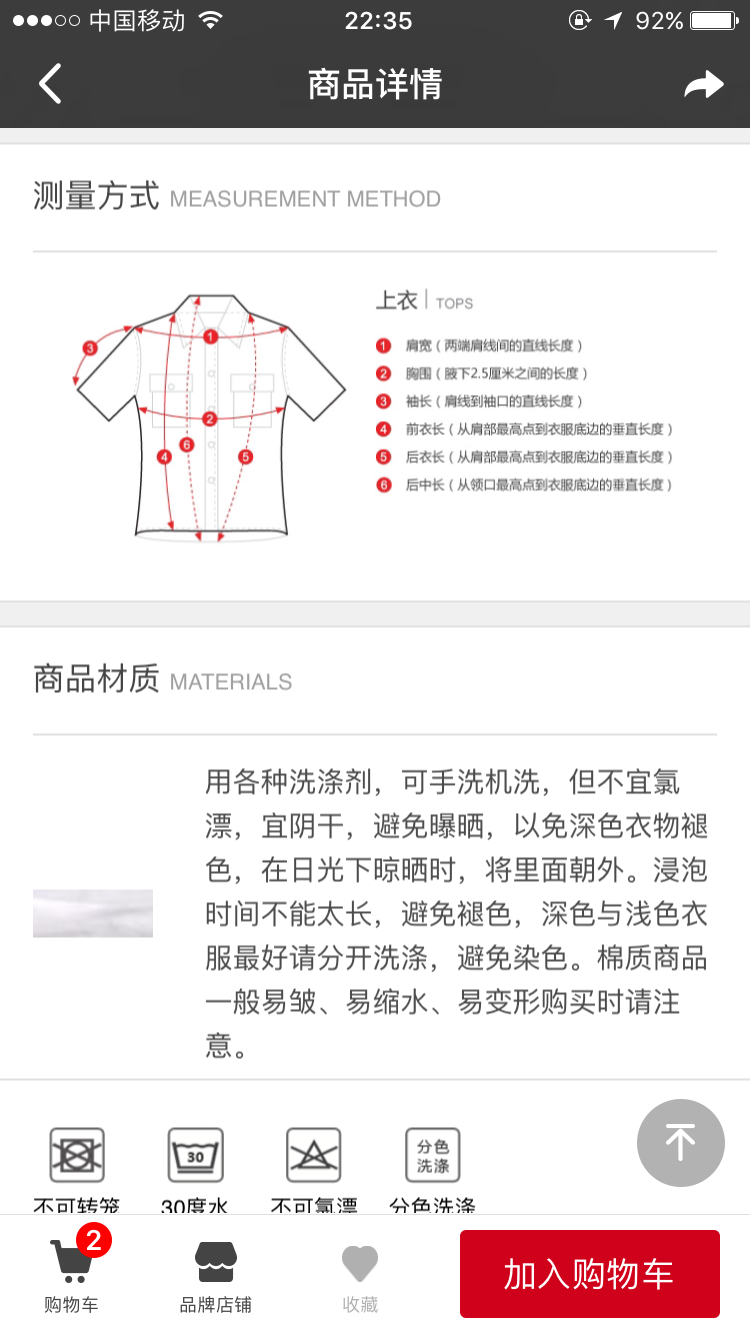 中国移动 22:35 92%
商品详情
测量方式 MEASUREMENT METHOD
上衣 TOPS
1 肩宽（两端肩线间的直线长度）
2 胸围（腋下2.5厘米之间的长度）
3 袖长（肩线到袖口的直线长度）
4 前衣长（从肩部最高点到衣服底边的垂直长度）
5 后衣长（从肩部最高点到衣服底边的垂直长度）
6 后中长（从领口最高点到衣服底边的垂直长度）
1
3
2
6
4
5
商品材质 MATERIALS
用各种洗涤剂，可手洗机洗，但不宜氯
漂，宜阴干，避免曝晒，以免深色衣物褪
色，在日光下晾晒时，将里面朝外。浸泡
时间不能太长，避免褪色，深色与浅色衣
服最好请分开洗涤，避免染色。棉质商品
一般易皱、易缩水、易变形购买时请注
意。
30
分色
洗涤
不可转笼 30度水 不可氯漂 分色洗涤
2
购物车 品牌店铺 收藏 加入购物车